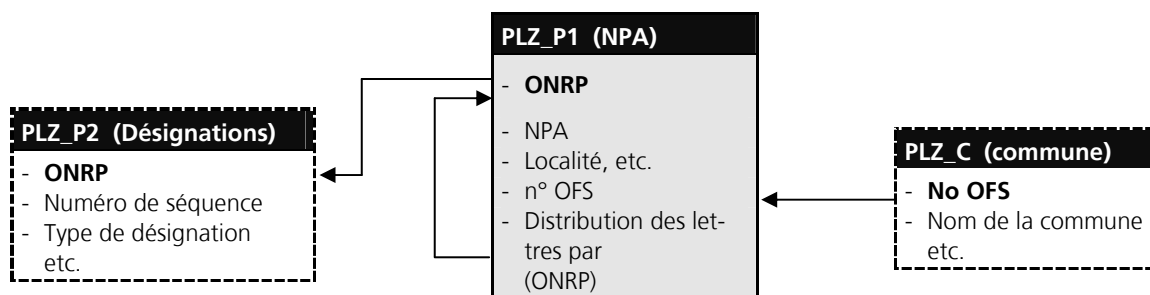 PLZ_P1 (NPA)
- ONRP
- NPA
- Localité, etc.
- n° OFS
- Distribution des let-
tres par
(ONRP)
PLZ_P2 (Désignations)
- ONRP
- Numéro de séquence
- Type de désignation
etc.
PLZ_C (commune)
- No OFS
- Nom de la commune
etc.